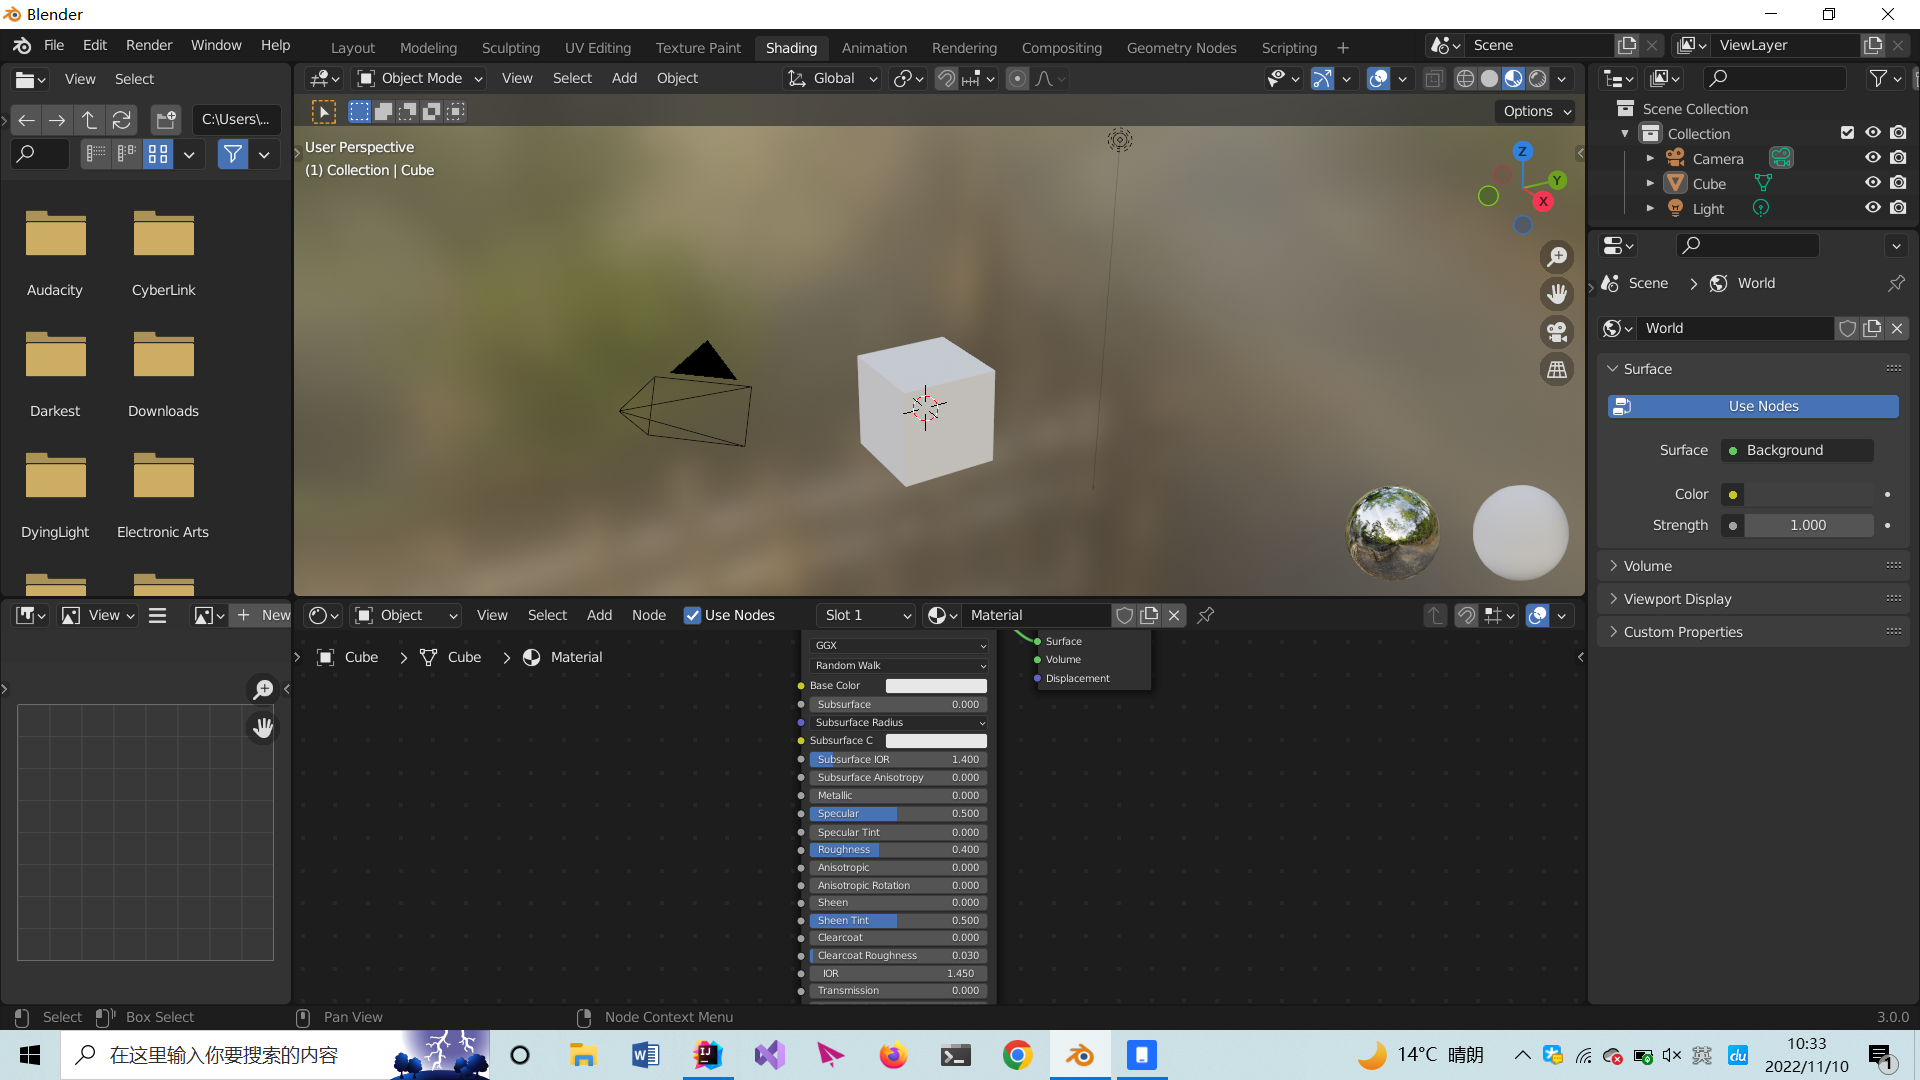 Blender
File Edit Render Window Help
Layout Modeling Sculpting UV Editing Texture Paint Shading Animation Rendering Compositing Geometry Nodes Scripting
Scene
ViewLayer
View Select
Object Mode View Select Add Object
Global
C:\Users\...
Options
User Perspective
(1) Collection | Cube
Z
Y
X
Audacity CyberLink
Darkest Downloads
DyingLight Electronic Arts
Scene Collection
Collection
Camera
Cube
Light
Scene World
World
Surface
Use Nodes
Surface Background
Color
Strength 1.000
Volume
Viewport Display
Custom Properties
View
New
Object View Select Add Node Use Nodes
Slot 1
Material
Cube Cube Material
GGX
Random Walk
Base Color
Subsurface 0.000
Subsurface Radius
Subsurface C
Subsurface IOR 1.400
Subsurface Anisotropy 0.000
Metallic 0.000
Specular 0.500
Specular Tint 0.000
Roughness 0.400
Anisotropic 0.000
Anisotropic Rotation 0.000
Sheen 0.000
Sheen Tint 0.500
Clearcoat 0.000
Clearcoat Roughness 0.030
IOR 1.450
Transmission 0.000
Surface
Volume
Displacement
Select Box Select Pan View Node Context Menu 3.0.0
在这里输入你要搜索的内容
14°C 晴朗
英
du
10:33
2022/11/10
1